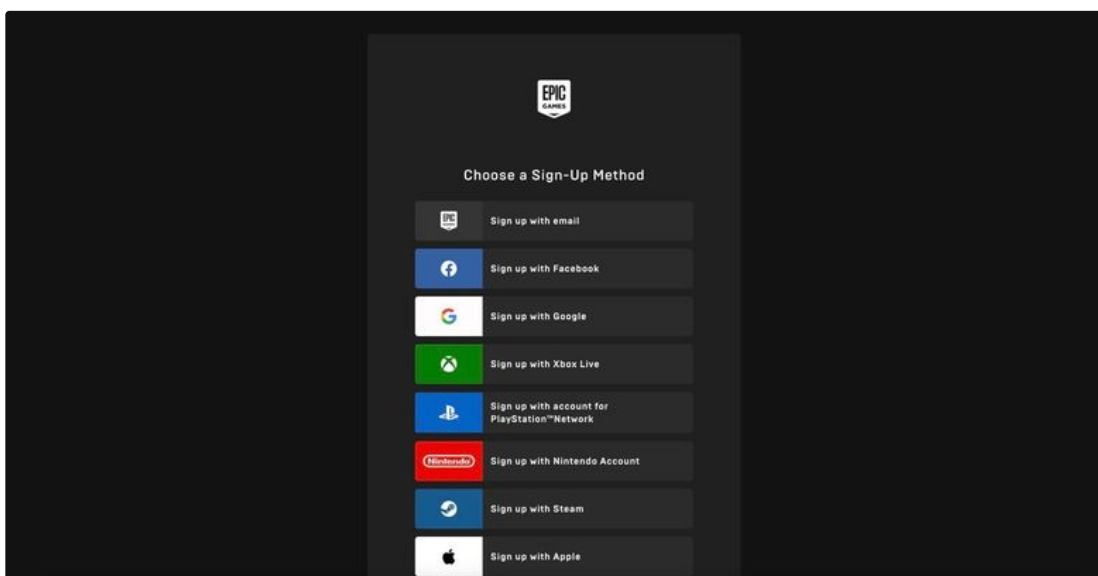 EPIC
GAMES
Choose a Sign-Up Method
EPIC
GAMES
Sign up with email
Sign up with Facebook
Sign up with Google
Sign up with Xbox Live
Sign up with account for
PlayStation™Network
Nintendo
Sign up with Nintendo Account
Sign up with Steam
Sign up with Apple